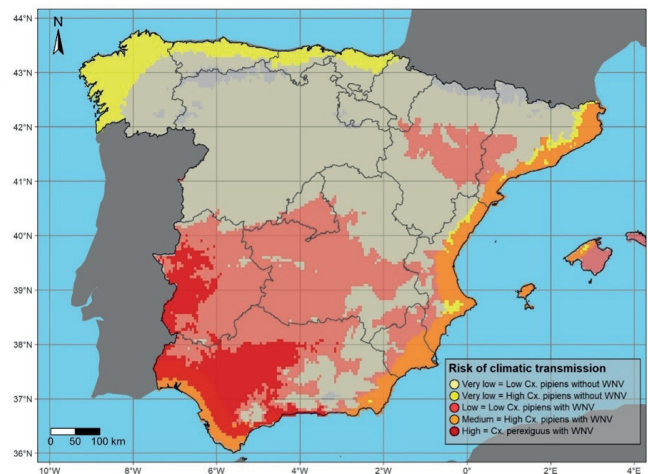 44°N
43°N
42°N
41°N
40°N
39°N
38°N
37°N
36°N
N
0 50 100 km
Risk of climatic transmission
Very low = Low Cx. pipiens without WNV
Very low = High Cx. pipiens without WNV
Low = Low Cx. pipiens with WNV
Medium = High Cx. pipiens with WNV
High = Cx. perexiguus with WNV
10°W 8°W 6°W 4°W 2°W 0° 2°E 4°E